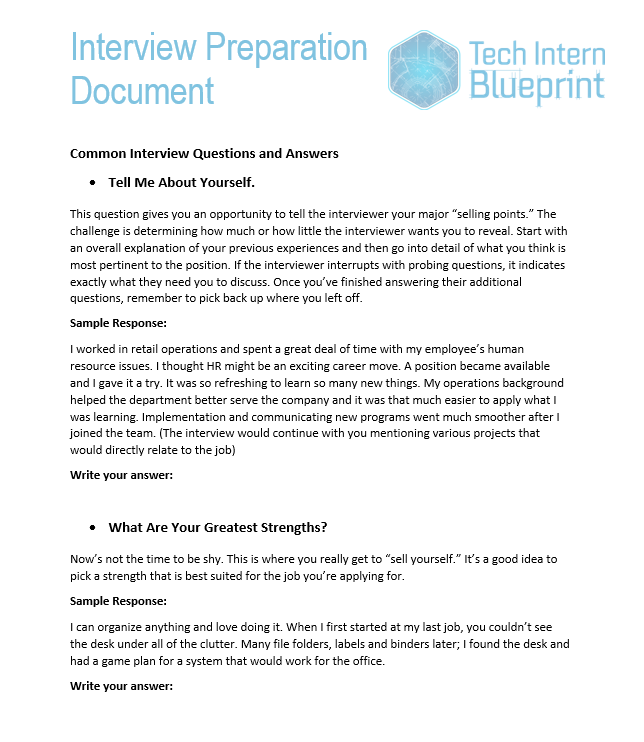 Interview Preparation
Document
Tech Intern
Blueprint
Common Interview Questions and Answers
• Tell Me About Yourself.
This question gives you an opportunity to tell the interviewer your major “selling points.” The
challenge is determining how much or how little the interviewer wants you to reveal. Start with
an overall explanation of your previous experiences and then go into detail of what you think is
most pertinent to the position. If the interviewer interrupts with probing questions, it indicates
exactly what they need you to discuss. Once you’ve finished answering their additional
questions, remember to pick back up where you left off.
Sample Response:
I worked in retail operations and spent a great deal of time with my employee’s human
resource issues. I thought HR might be an exciting career move. A position became available
and I gave it a try. It was so refreshing to learn so many new things. My operations background
helped the department better serve the company and it was that much easier to apply what I
was learning. Implementation and communicating new programs went much smoother after I
joined the team. (The interview would continue with you mentioning various projects that
would directly relate to the job)
Write your answer:
• What Are Your Greatest Strengths?
Now’s not the time to be shy. This is where you really get to “sell yourself.” It’s a good idea to
pick a strength that is best suited for the job you’re applying for.
Sample Response:
I can organize anything and love doing it. When I first started at my last job, you couldn’t see
the desk under all of the clutter. Many file folders, labels and binders later; I found the desk and
had a game plan for a system that would work for the office.
Write your answer: